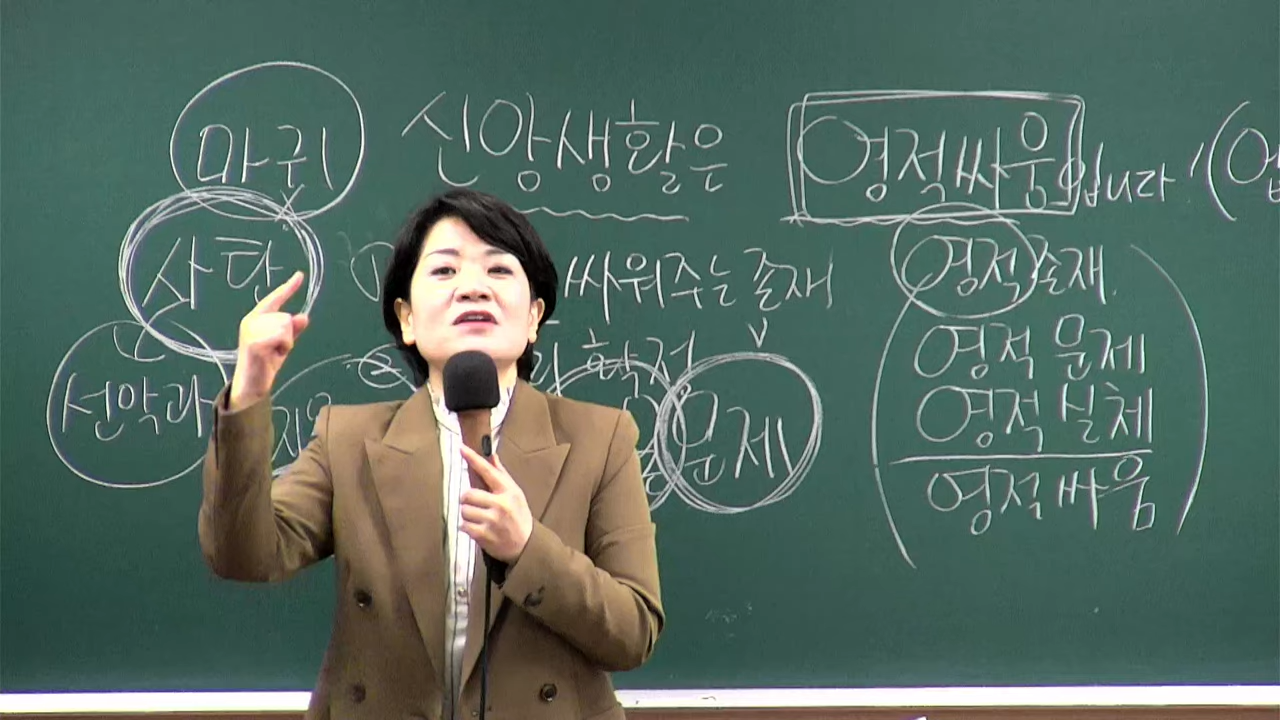 마귀 신앙생활은 영적싸움입니다!
사단 ① 싸워주는 존재 영적존재.
영적 문제
선악과 ② 문제 영적 실체
영적싸움